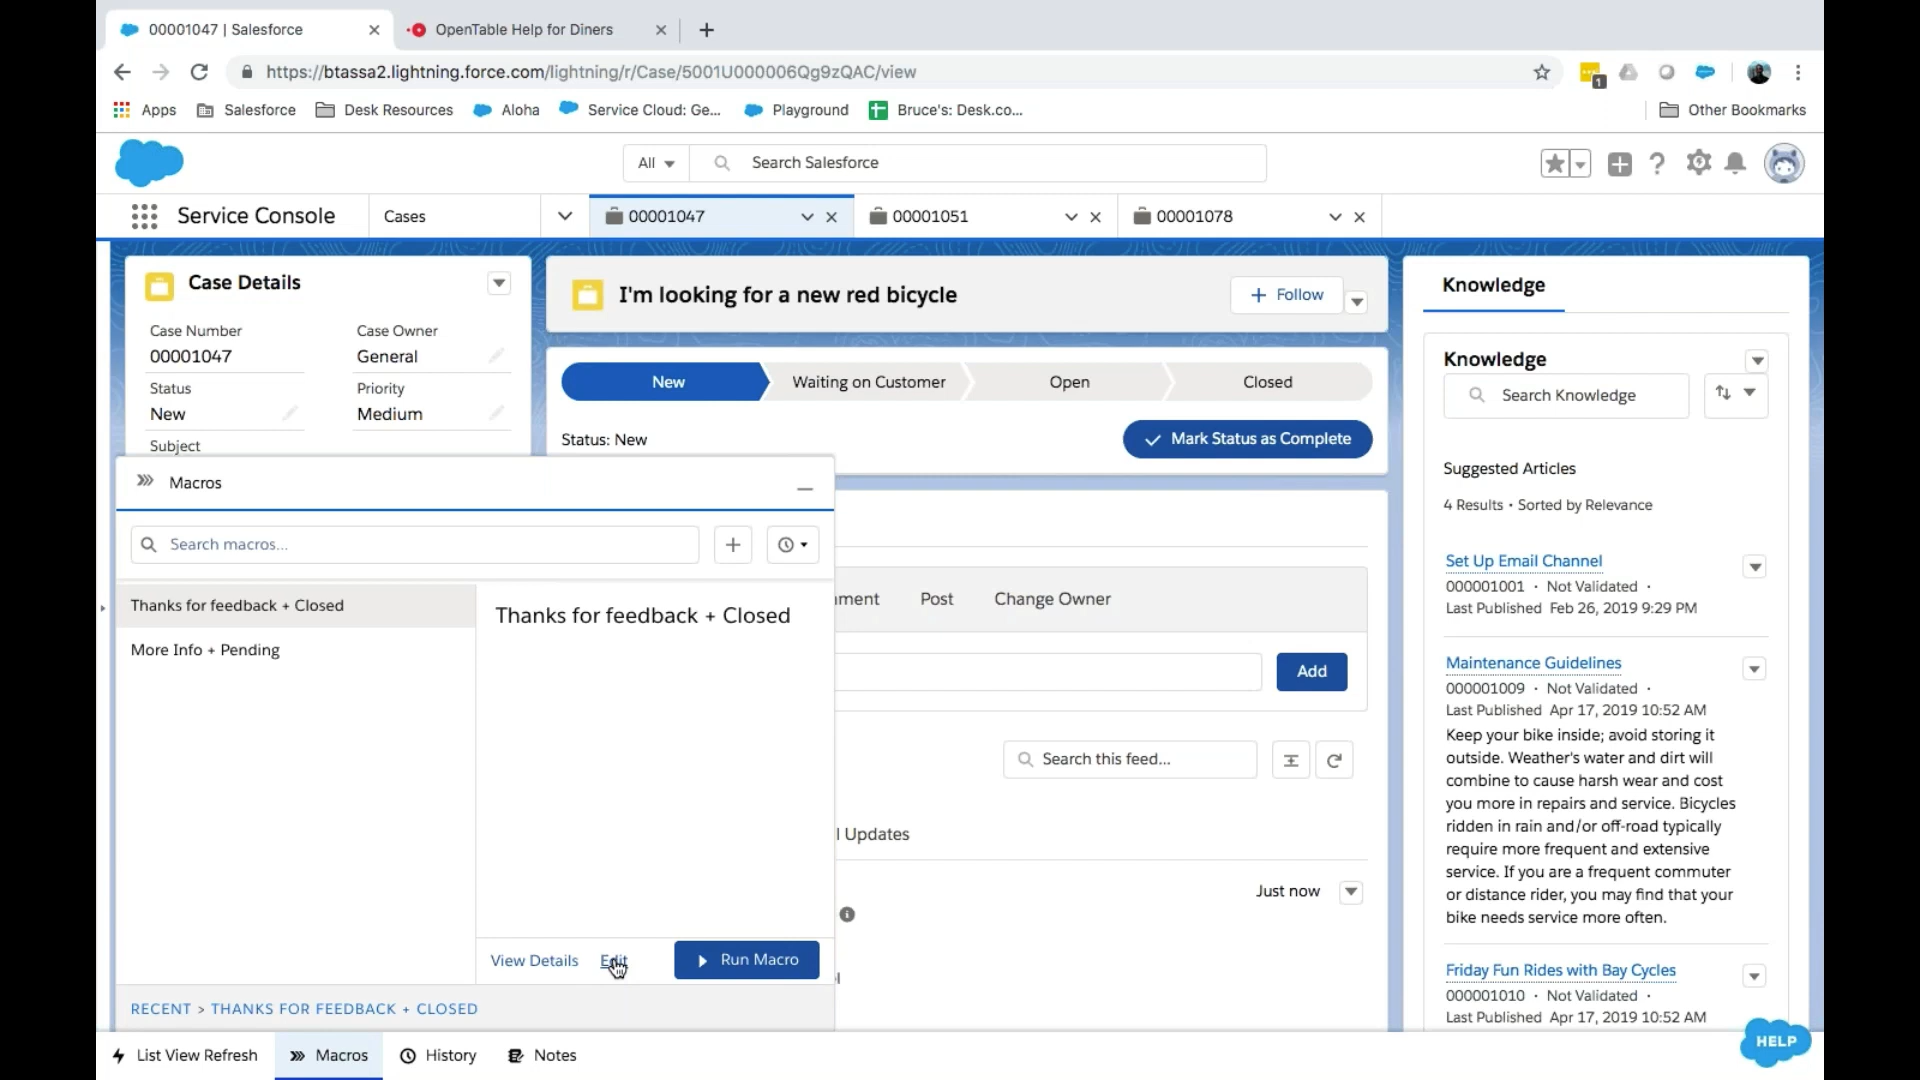 00001047 | Salesforce
OpenTable Help for Diners
https://btassa2.lightning.force.com/lightning/r/Case/5001U000006Qg9zQAC/view
1
Apps
Salesforce
Desk Resources
Aloha
Service Cloud: Ge...
Playground
Bruce's: Desk.co...
Other Bookmarks
All
Search Salesforce
Service Console
Cases
00001047
00001051
00001078
Case Details
Case Number
00001047
Case Owner
General
Status
New
Priority
Medium
Subject
I'm looking for a new red bicycle
+ Follow
New
Waiting on Customer
Open
Closed
Status: New
Mark Status as Complete
Macros
Search macros...
Thanks for feedback + Closed
More Info + Pending
Thanks for feedback + Closed
View Details
Edit
Run Macro
RECENT > THANKS FOR FEEDBACK + CLOSED
Post
Change Owner
Add
Search this feed...
l Updates
Just now
Knowledge
Knowledge
Search Knowledge
Suggested Articles
4 Results • Sorted by Relevance
Set Up Email Channel
000001001 • Not Validated •
Last Published Feb 26, 2019 9:29 PM
Maintenance Guidelines
000001009 • Not Validated •
Last Published Apr 17, 2019 10:52 AM
Keep your bike inside; avoid storing it
outside. Weather's water and dirt will
combine to cause harsh wear and cost
you more in repairs and service. Bicycles
ridden in rain and/or off-road typically
require more frequent and extensive
service. If you are a frequent commuter
or distance rider, you may find that your
bike needs service more often.
Friday Fun Rides with Bay Cycles
000001010 • Not Validated •
Last Published Apr 17, 2019 10:52 AM
HELP
List View Refresh
Macros
History
Notes